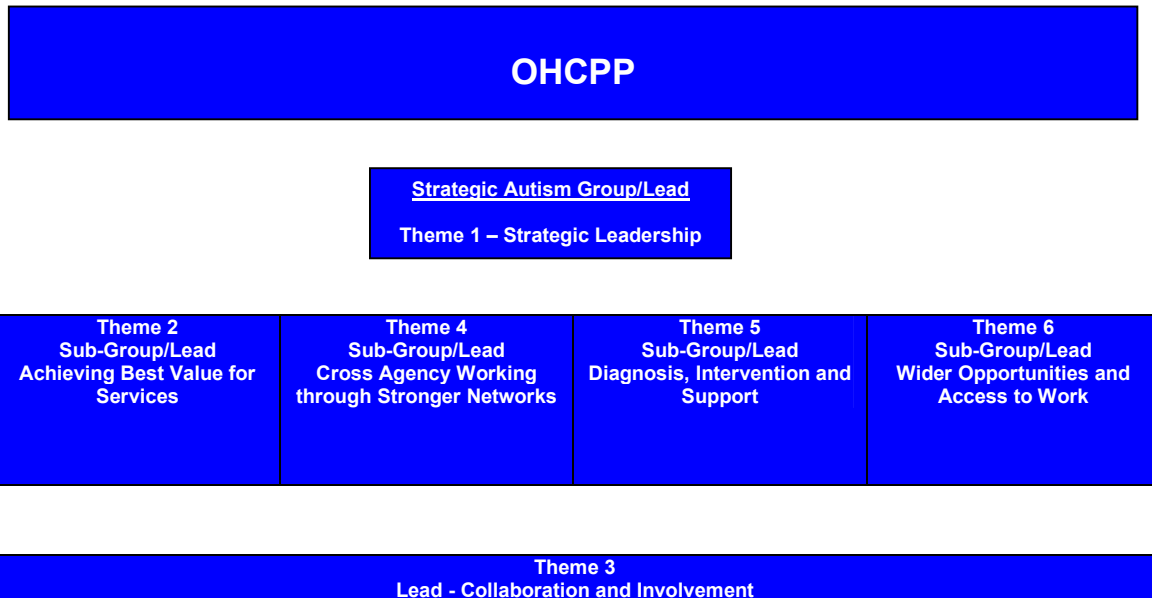 OHCPP
Strategic Autism Group/Lead
Theme 1 – Strategic Leadership
Theme 2
Sub-Group/Lead
Achieving Best Value for
Services
Theme 4
Sub-Group/Lead
Cross Agency Working
through Stronger Networks
Theme 5
Sub-Group/Lead
Diagnosis, Intervention and
Support
Theme 6
Sub-Group/Lead
Wider Opportunities and
Access to Work
Theme 3
Lead - Collaboration and Involvement